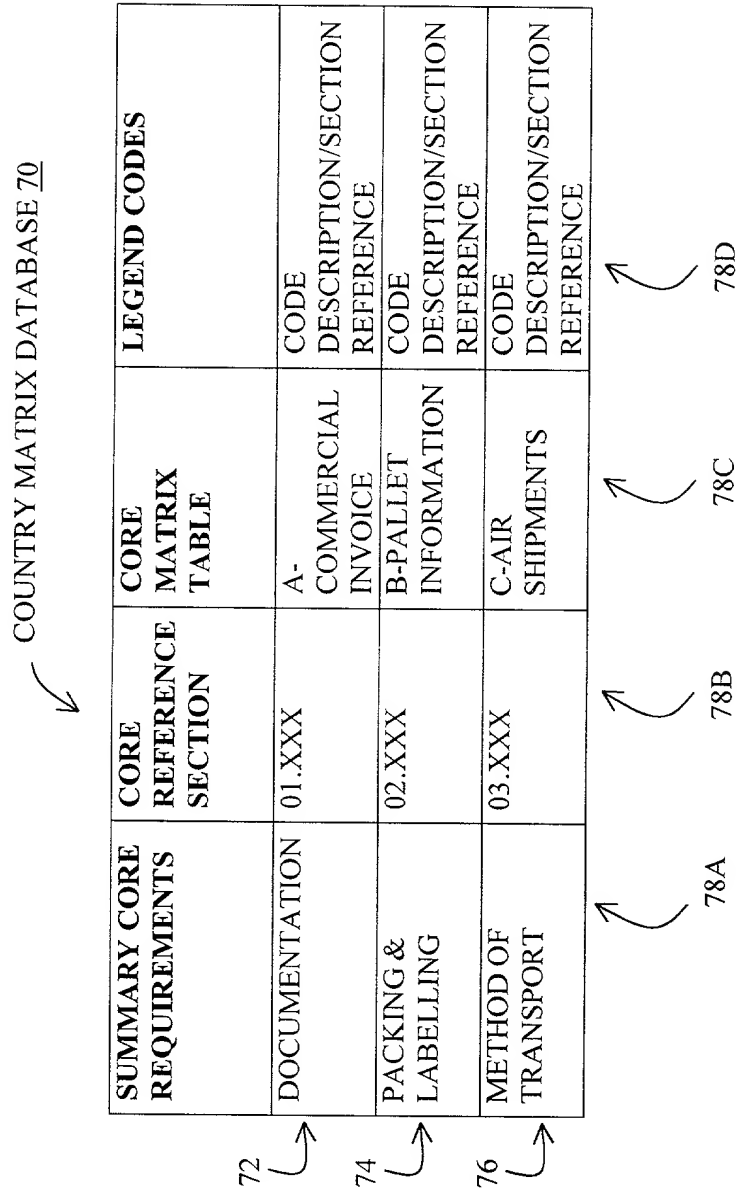 COUNTRY MATRIX DATABASE 70
SUMMARY CORE
REQUIREMENTS
CORE
REFERENCE
SECTION
CORE
MATRIX
TABLE
LEGEND CODES
72
DOCUMENTATION
01.XXX
A-
COMMERCIAL
INVOICE
CODE
DESCRIPTION/SECTION
REFERENCE
74
PACKING &
LABELLING
02.XXX
B-PALLET
INFORMATION
CODE
DESCRIPTION/SECTION
REFERENCE
76
METHOD OF
TRANSPORT
03.XXX
C-AIR
SHIPMENTS
CODE
DESCRIPTION/SECTION
REFERENCE
78A
78B
78C
78D